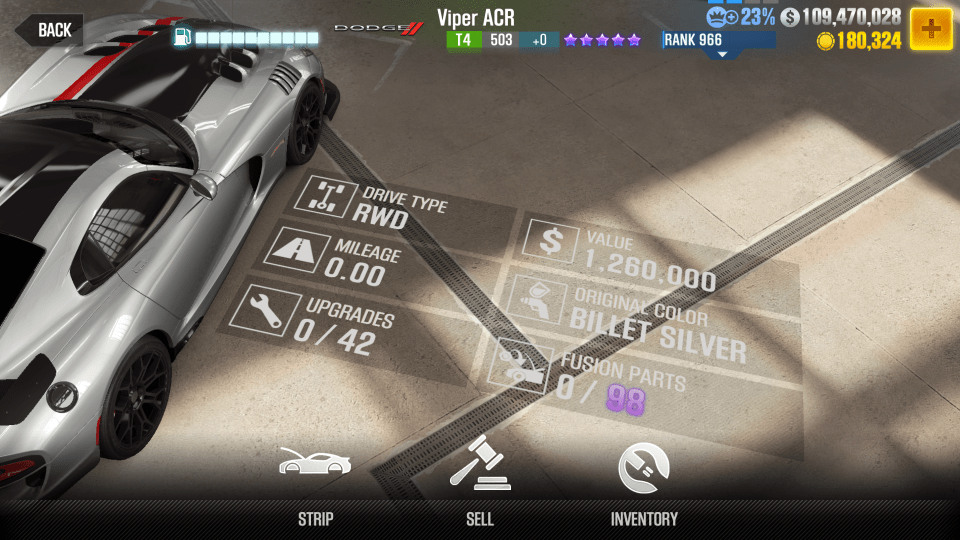 BACK
DODGE
Viper ACR
T4 503 +0
RANK 966
23%
$ 109,470,028
180,324
DRIVE TYPE
RWD
MILEAGE
0.00
UPGRADES
0 / 42
$ VALUE
1,260,000
ORIGINAL COLOR
BILLET SILVER
FUSION PARTS
0 / 98
STRIP
SELL
INVENTORY